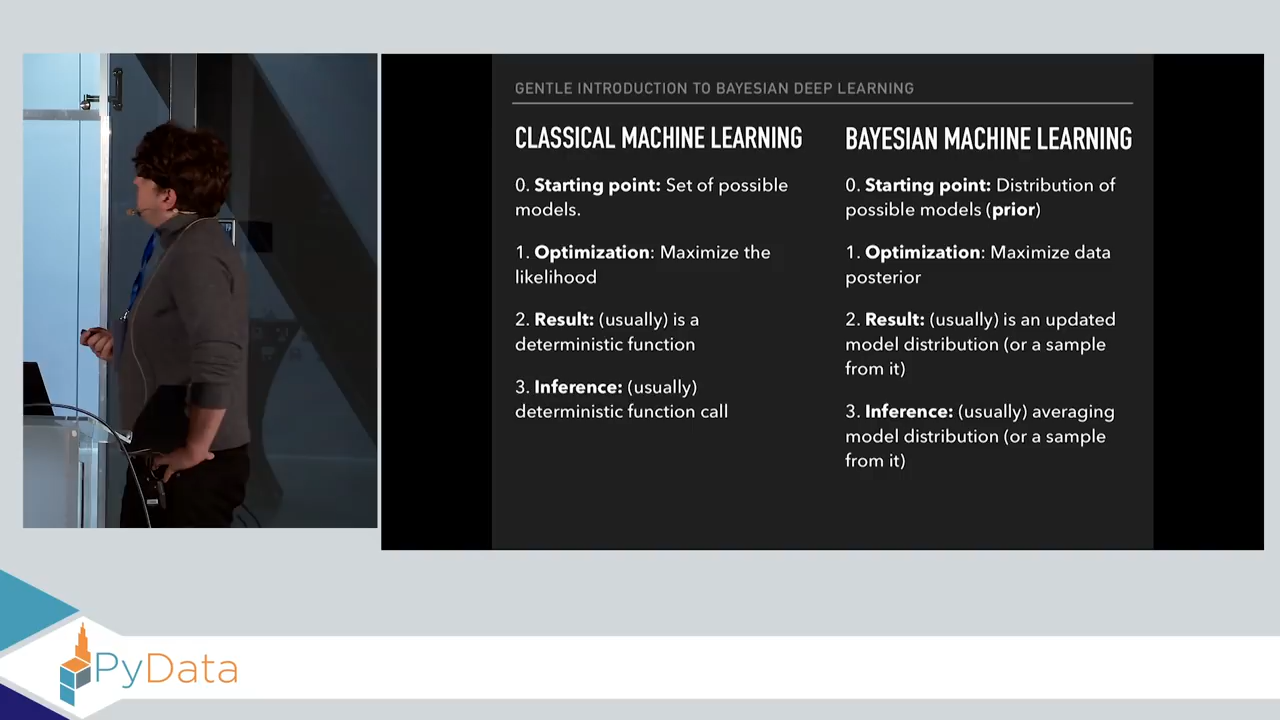 GENTLE INTRODUCTION TO BAYESIAN DEEP LEARNING
CLASSICAL MACHINE LEARNING
0. Starting point: Set of possible
models.
1. Optimization: Maximize the
likelihood
2. Result: (usually) is a
deterministic function
3. Inference: (usually)
deterministic function call
BAYESIAN MACHINE LEARNING
0. Starting point: Distribution of
possible models (prior)
1. Optimization: Maximize data
posterior
2. Result: (usually) is an updated
model distribution (or a sample
from it)
3. Inference: (usually) averaging
model distribution (or a sample
from it)
PyData